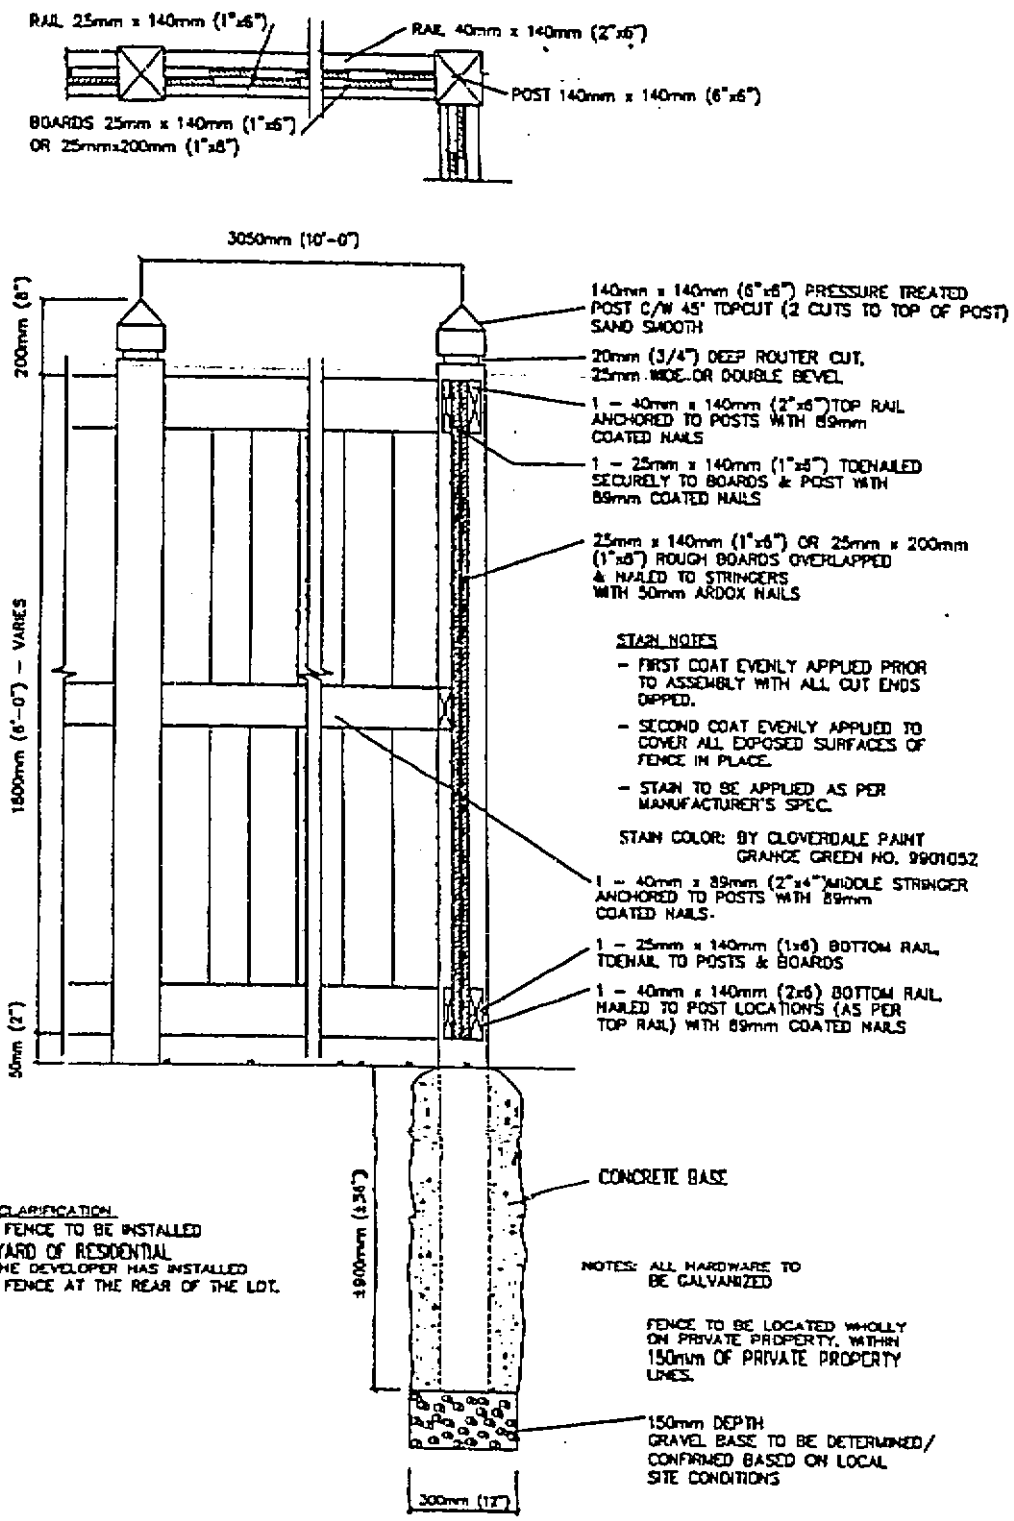 RAIL 25mm x 140mm (1"x6")
RAIL 40mm x 140mm (2"x6")
POST 140mm x 140mm (6"x6")
BOARDS 25mm x 140mm (1"x6")
OR 25mmx200mm (1"x8")
3050mm (10'-0")
200mm (8")
140mm x 140mm (6"x6") PRESSURE TREATED
POST C/W 45° TOPCUT (2 CUTS TO TOP OF POST)
SAND SMOOTH
20mm (3/4") DEEP ROUTER CUT,
25mm WIDE OR DOUBLE BEVEL
1 - 40mm x 140mm (2"x6")TOP RAIL
ANCHORED TO POSTS WITH 89mm
COATED NAILS
1 - 25mm x 140mm (1"x6") TOENAILED
SECURELY TO BOARDS & POST WITH
89mm COATED NAILS
25mm x 140mm (1"x6") OR 25mm x 200mm
(1"x6") ROUGH BOARDS OVERLAPPED
& NAILED TO STRINGERS
WITH 50mm ARDOX NAILS
1800mm (6'-0") - VARIES
STAIN NOTES
- FIRST COAT EVENLY APPLIED PRIOR
TO ASSEMBLY WITH ALL CUT ENDS
DIPPED.
- SECOND COAT EVENLY APPLIED TO
COVER ALL EXPOSED SURFACES OF
FENCE IN PLACE.
- STAIN TO BE APPLIED AS PER
MANUFACTURER'S SPEC.
STAIN COLOR: BY CLOVERDALE PAINT
GRANGE GREEN NO. 9901052
1 - 40mm x 89mm (2"x4")MIDDLE STRINGER
ANCHORED TO POSTS WITH 89mm
COATED NAILS.
1 - 25mm x 140mm (1x6) BOTTOM RAIL,
TOENAIL TO POSTS & BOARDS
1 - 40mm x 140mm (2x6) BOTTOM RAIL,
NAILED TO POST LOCATIONS (AS PER
TOP RAIL) WITH 89mm COATED NAILS
50mm (2")
CONCRETE BASE
±900mm (±36")
CLARIFICATION
FENCE TO BE INSTALLED
YARD OF RESIDENTIAL
HE DEVELOPER HAS INSTALLED
FENCE AT THE REAR OF THE LOT.
NOTES: ALL HARDWARE TO
BE GALVANIZED
FENCE TO BE LOCATED WHOLLY
ON PRIVATE PROPERTY, WITHIN
150mm OF PRIVATE PROPERTY
LINES.
150mm DEPTH
GRAVEL BASE TO BE DETERMINED/
CONFIRMED BASED ON LOCAL
SITE CONDITIONS
300mm (12")